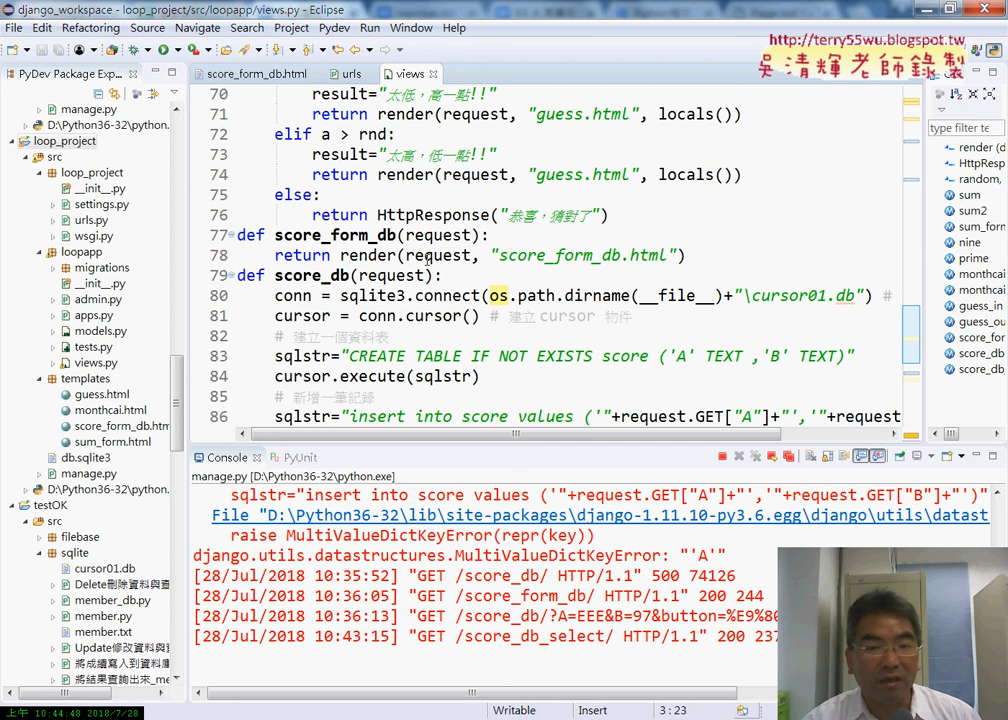 django_workspace - loop_project/src/loopapp/views.py - Eclipse
File Edit Refactoring Source Navigate Search Project Pydev Run Window Help
http://terry55wu.blogspot.tw
吳清輝老師錄製
PyDev Package Exp...
score_form_db.html
urls
views
manage.py
D:\Python36-32\python.
loop_project
src
loop_project
__init__.py
settings.py
urls.py
wsgi.py
loopapp
migrations
__init__.py
admin.py
apps.py
models.py
tests.py
views.py
templates
guess.html
monthcai.html
score_form_db.htm
sum_form.html
db.sqlite3
manage.py
D:\Python36-32\python.
testOK
src
filebase
sqlite
cursor01.db
Delete刪除資料與查
member_db.py
member.py
member.txt
Update修改資料與查
將成績寫入到資料庫
將結果查詢出來_me
70 result="太低，高一點!!"
71 return render(request, "guess.html", locals())
72 elif a > rnd:
73 result="太高，低一點!!"
74 return render(request, "guess.html", locals())
75 else:
76 return HttpResponse("恭喜，猜對了")
77 def score_form_db(request):
78 return render(request, "score_form_db.html")
79 def score_db(request):
80 conn = sqlite3.connect(os.path.dirname(__file__)+"\cursor01.db") #
81 cursor = conn.cursor() # 建立 cursor 物件
82 # 建立一個資料表
83 sqlstr="CREATE TABLE IF NOT EXISTS score ('A' TEXT ,'B' TEXT)"
84 cursor.execute(sqlstr)
85 # 新增一筆記錄
86 sqlstr="insert into score values ('"+request.GET["A"]+"','"+request
type filter te
render (d
HttpResp
random,
sum
sum2
sum_form
nine
prime
monthcai
monthcai
guess_in
guess_ou
score_for
score_db
score_db_
Console
PyUnit
manage.py [D:\Python36-32\python.exe]
sqlstr="insert into score values ('"+request.GET["A"]+"','"+request.GET["B"]+"')"
File "D:\Python36-32\lib\site-packages\django-1.11.10-py3.6.egg\django\utils\datast
raise MultiValueDictKeyError(repr(key))
django.utils.datastructures.MultiValueDictKeyError: "'A'"
[28/Jul/2018 10:35:52] "GET /score_db/ HTTP/1.1" 500 74126
[28/Jul/2018 10:36:05] "GET /score_form_db/ HTTP/1.1" 200 244
[28/Jul/2018 10:36:13] "GET /score_db/?A=EEE&B=97&button=%E9%80
[28/Jul/2018 10:43:15] "GET /score_db_select/ HTTP/1.1" 200 237
上午 10:44:48 2018/7/28
Writable
Insert
3:23